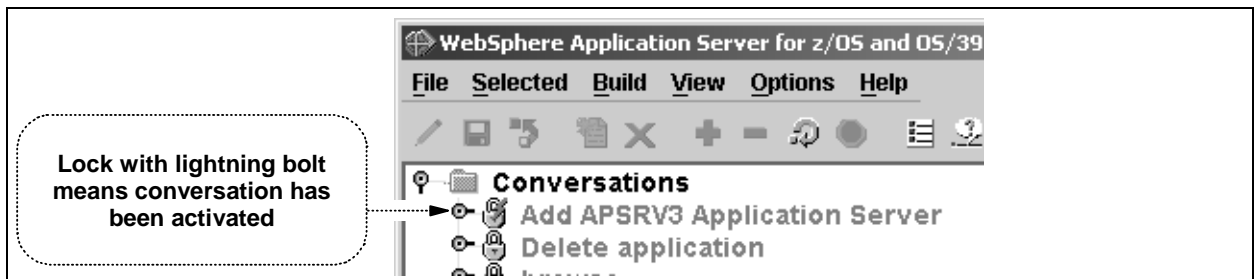 WebSphere Application Server for z/OS and OS/39
File Selected Build View Options Help
Lock with lightning bolt
means conversation has
been activated
Conversations
Add APSRV3 Application Server
Delete application